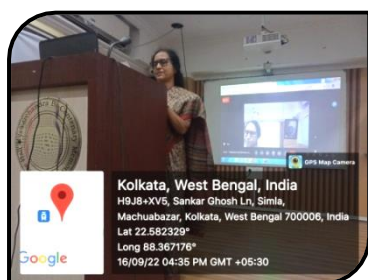 GPS Map Camera
Kolkata, West Bengal, India
H9J8+XV5, Sankar Ghosh Ln, Simla,
Machuabazar, Kolkata, West Bengal 700006, India
Lat 22.582329°
Long 88.367176°
16/09/22 04:35 PM GMT +05:30
Google